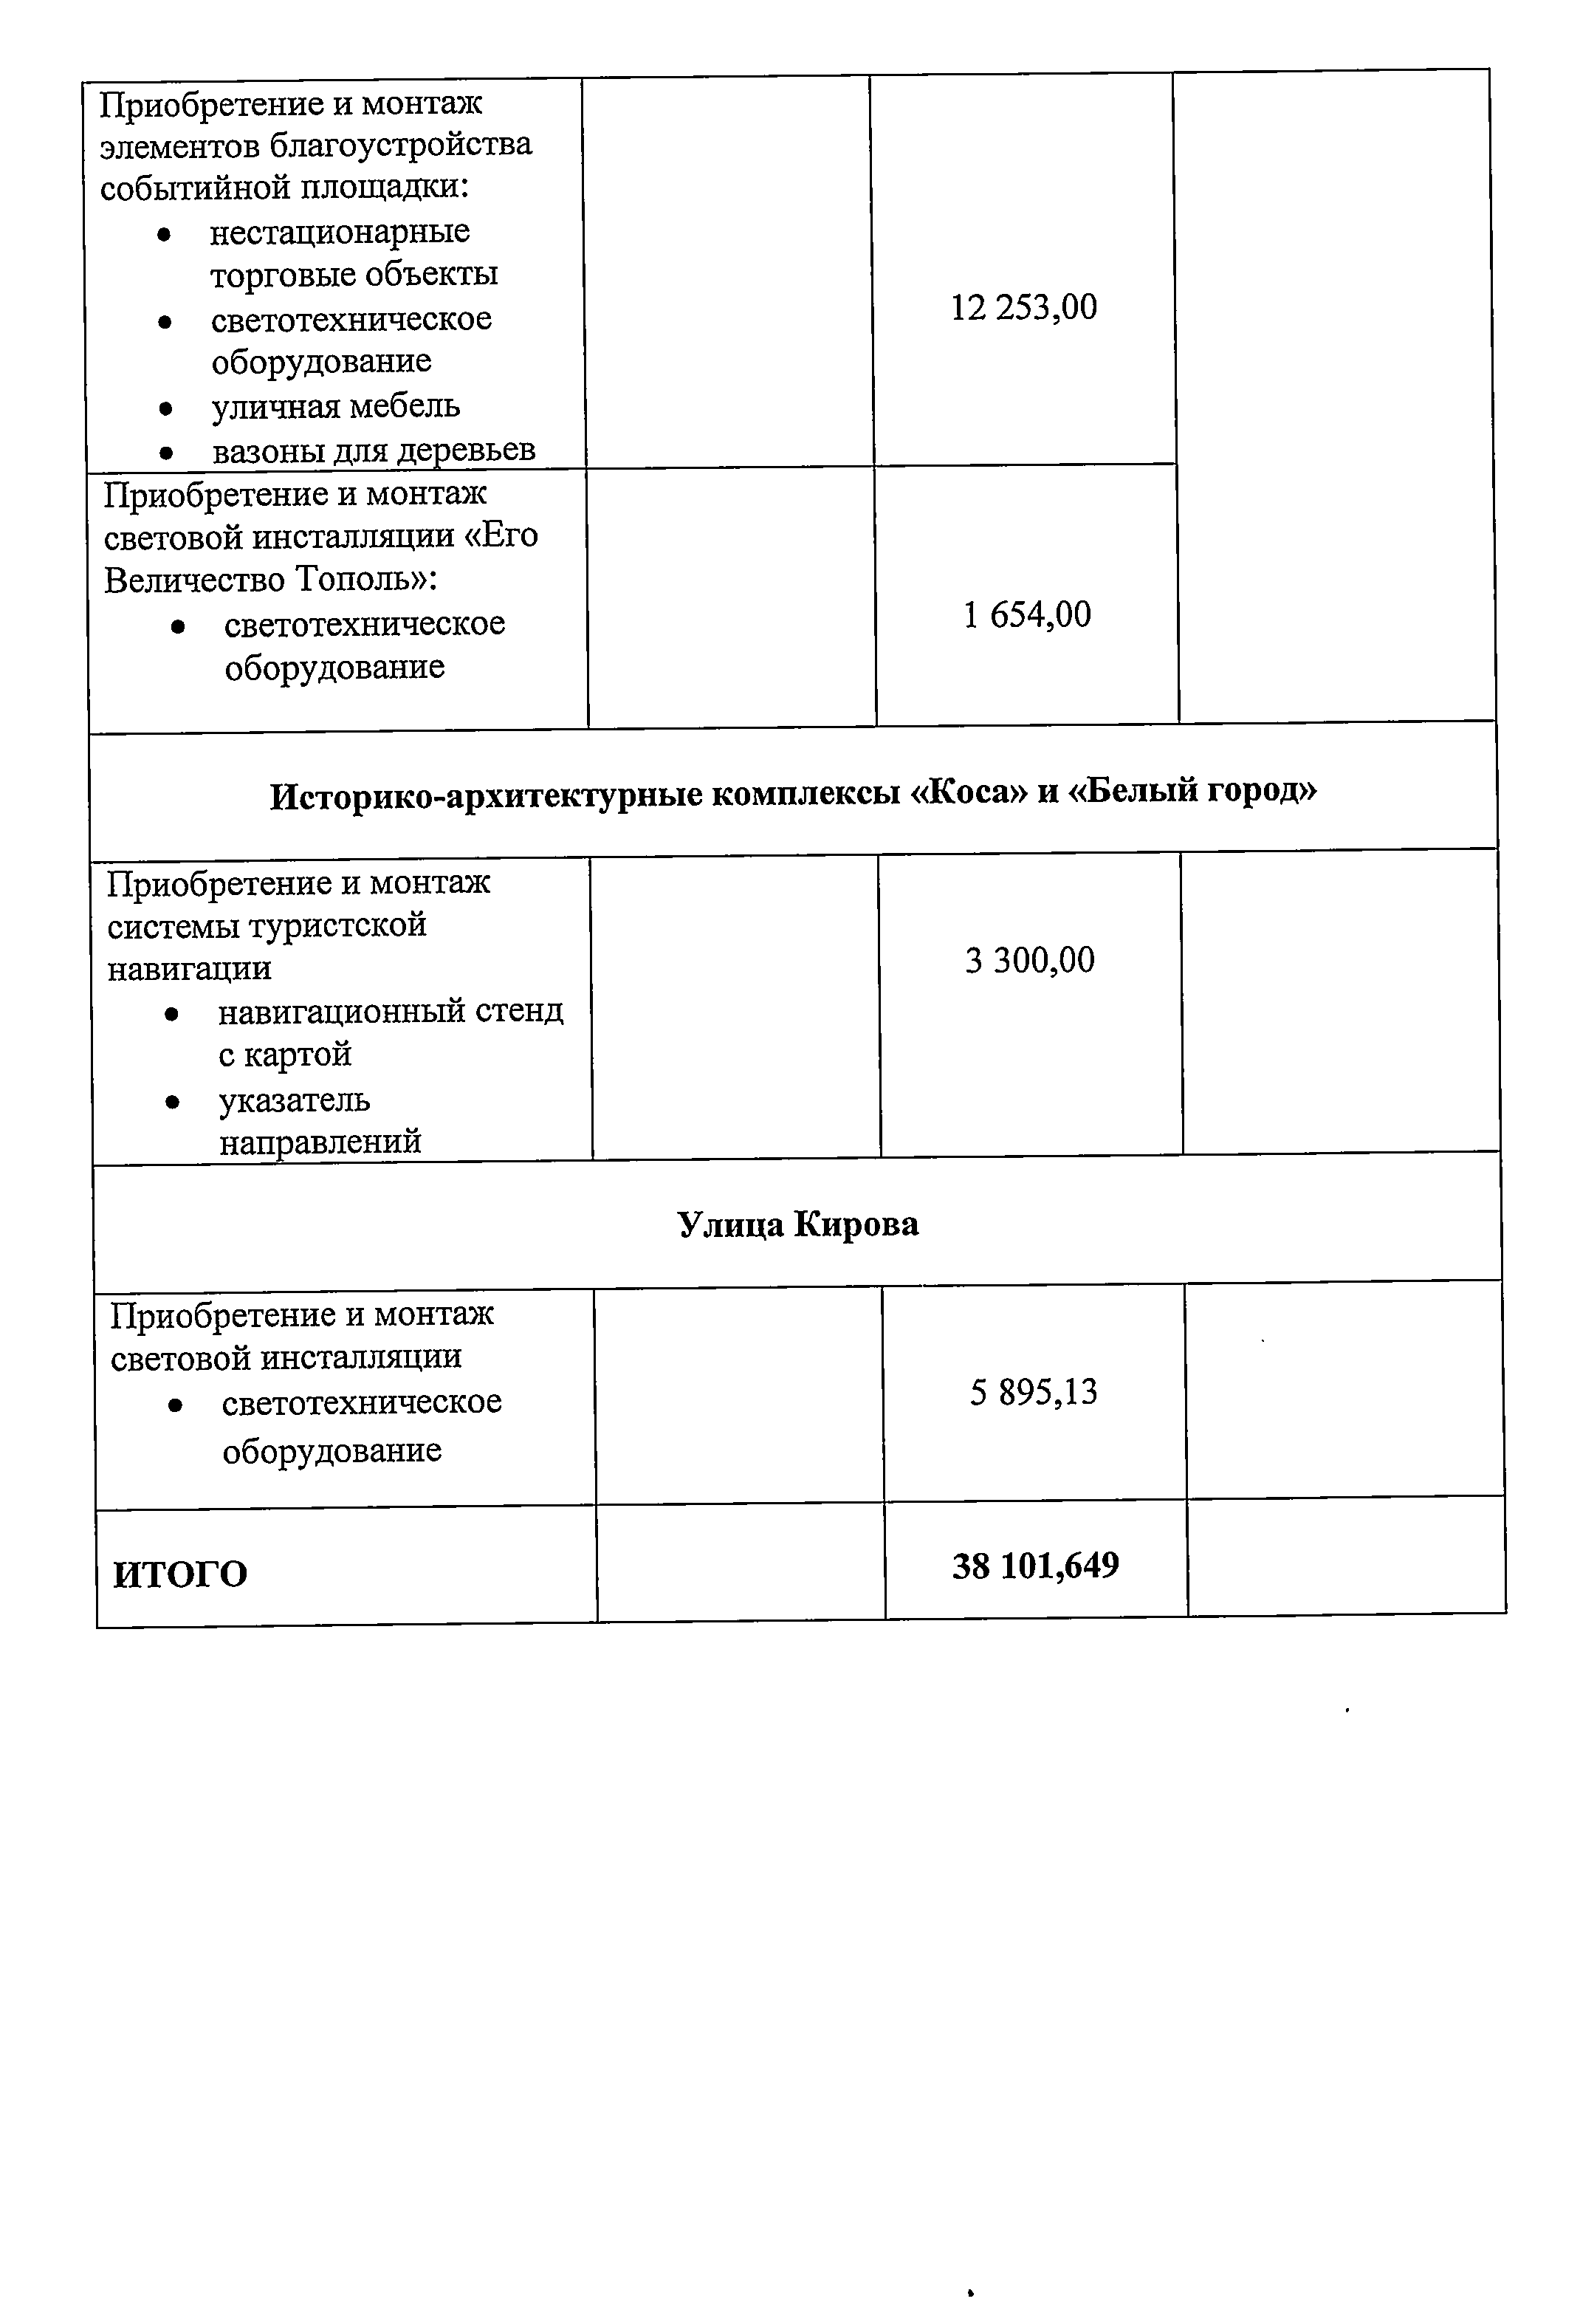 Приобретение и монтаж
элементов благоустройства
событийной площадки:
• нестационарные
торговые объекты
• светотехническое
оборудование
• уличная мебель
• вазоны для деревьев
12 253,00
Приобретение и монтаж
световой инсталляции «Его
Величество Тополь»:
• светотехническое
оборудование
1 654,00
Историко-архитектурные комплексы «Коса» и «Белый город»
Приобретение и монтаж
системы туристской
навигации
• навигационный стенд
с картой
• указатель
направлений
3 300,00
Улица Кирова
Приобретение и монтаж
световой инсталляции
• светотехническое
оборудование
5 895,13
ИТОГО
38 101,649